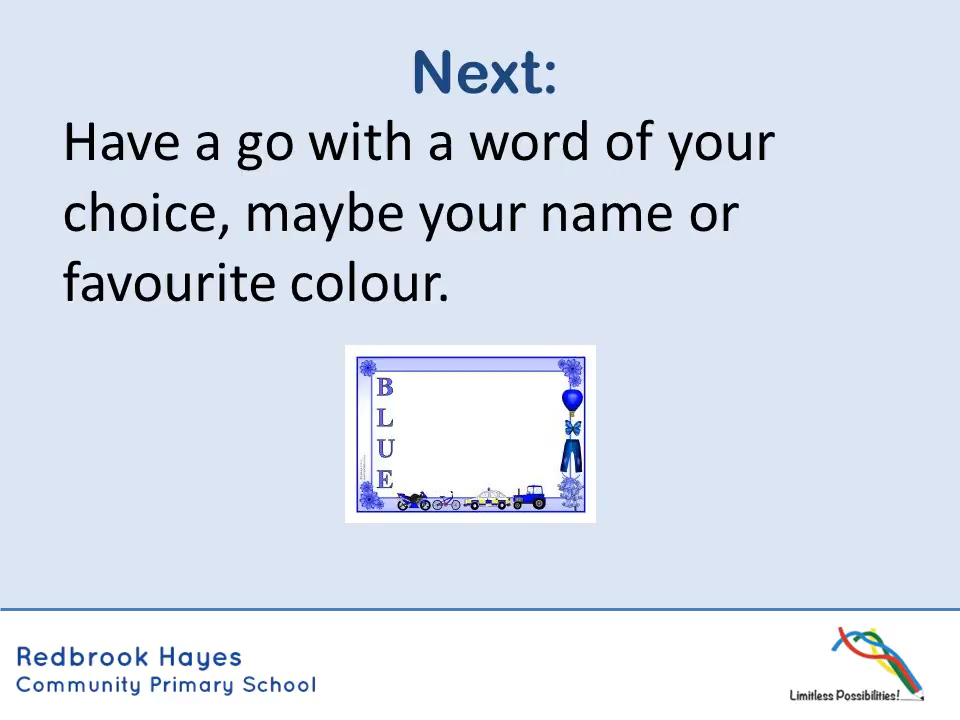 Next:
Have a go with a word of your
choice, maybe your name or
favourite colour.
B
L
U
E
Redbrook Hayes
Community Primary School
Limitless Possibilities!